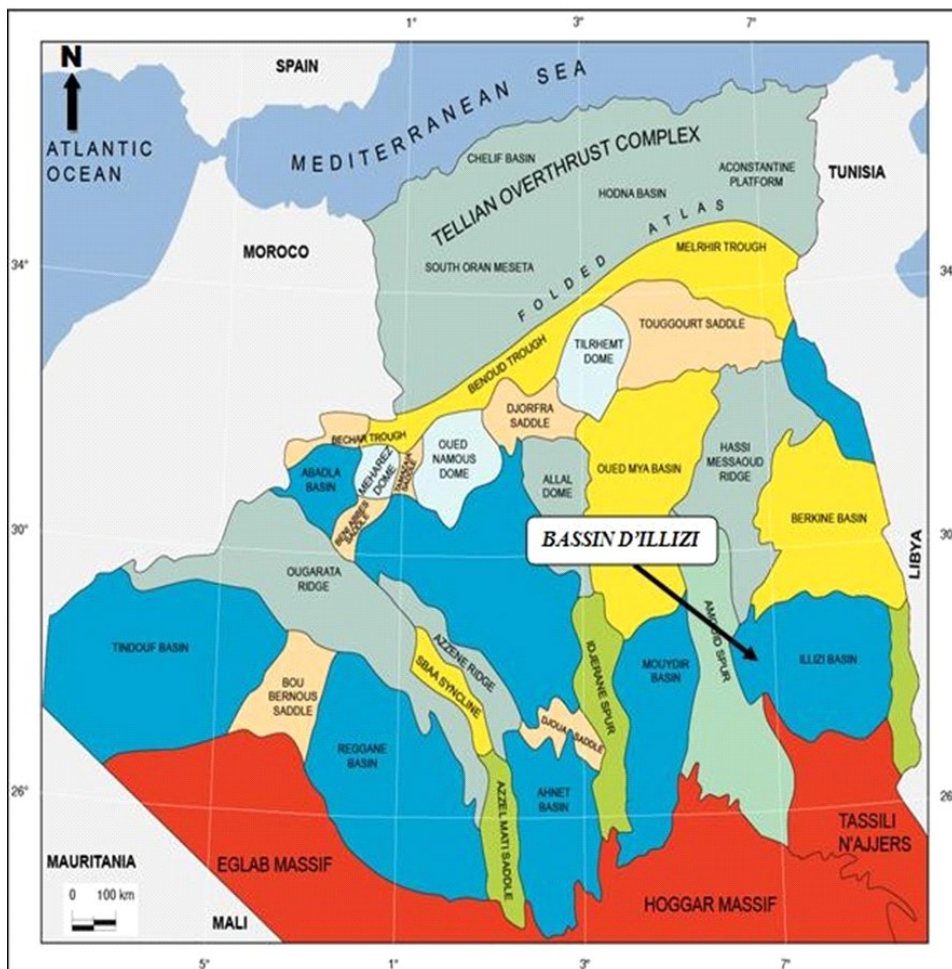 1°
3°
7°
N
SPAIN
MEDITERRANEAN SEA
ATLANTIC
OCEAN
CHELIF BASIN
TELLIAN OVERTHRUST COMPLEX
HODNA BASIN
ACONSTANTINE
PLATFORM
TUNISIA
MOROCO
34°
SOUTH ORAN MESETA
FOLDED ATLAS
MELRHIR TROUGH
34
TOUGGOURT SADDLE
TILRHEMT
DOME
BENOUD TROUGH
DJORFRA
SADDLE
BECHAR TROUGH
ABADLA
BASIN
MEHAREZ
DOME
SADDLE
OUED
NAMOUS
DOME
ALLAL
DOME
OUED MYA BASIN
HASSI
MESSAOUD
RIDGE
BENI ABBES
SADDLE
BERKINE BASIN
30°
30
BASSIN D'ILLIZI
LIBYA
OUGARATA
RIDGE
TINDOUF BASIN
AZZENE RIDGE
SBAA SYNCLINE
IDJERANE SPUR
MOUYDIR
BASIN
AMGUID SPUR
ILLIZI BASIN
BOU
BERNOUS
SADDLE
REGGANE
BASIN
DJOUA SADDLE
26°
26
AHNET
BASIN
AZZEL MATI SADDLE
TASSILI
N'AJJERS
MAURITANIA
EGLAB MASSIF
HOGGAR MASSIF
0 100 km
MALI
5°
1°
3°
7°